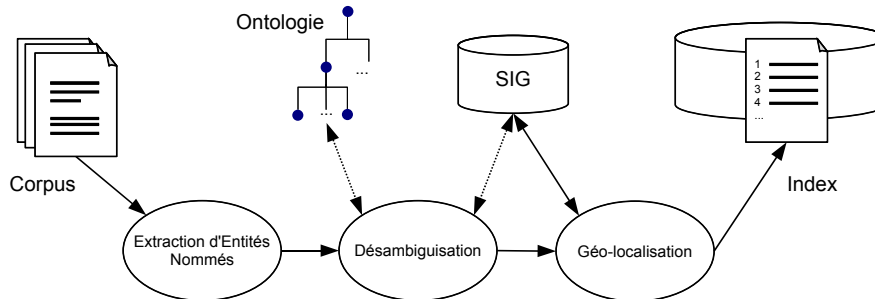 Ontologie
...
...
SIG
1
2
3
4
...
Corpus
Index
Extraction d'Entités
Nommés
Désambiguisation
Géo-localisation